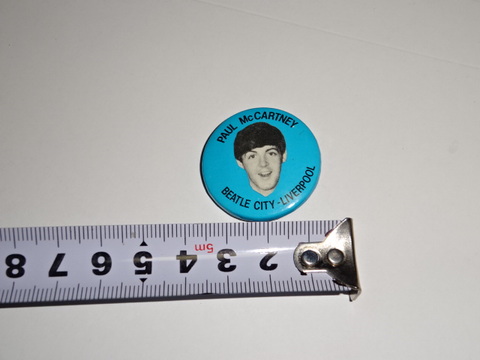 PAUL McCARTNEY
BEATLE CITY - LIVERPOOL
8 7 6 5 4 3 2
5m